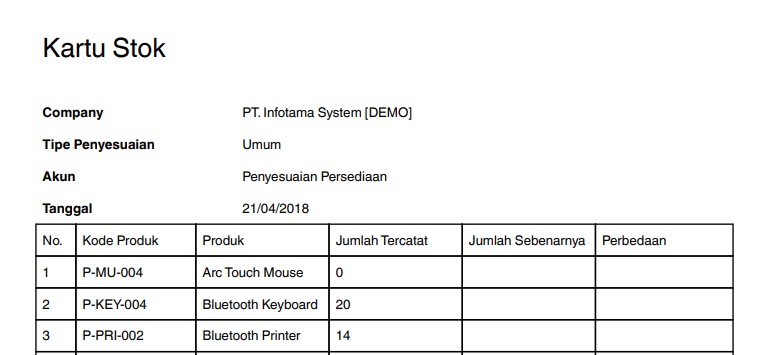 Kartu Stok
Company PT. Infotama System [DEMO]
Tipe Penyesuaian Umum
Akun Penyesuaian Persediaan
Tanggal 21/04/2018
No. Kode Produk Produk Jumlah Tercatat Jumlah Sebenarnya Perbedaan
1 P-MU-004 Arc Touch Mouse 0
2 P-KEY-004 Bluetooth Keyboard 20
3 P-PRI-002 Bluetooth Printer 14